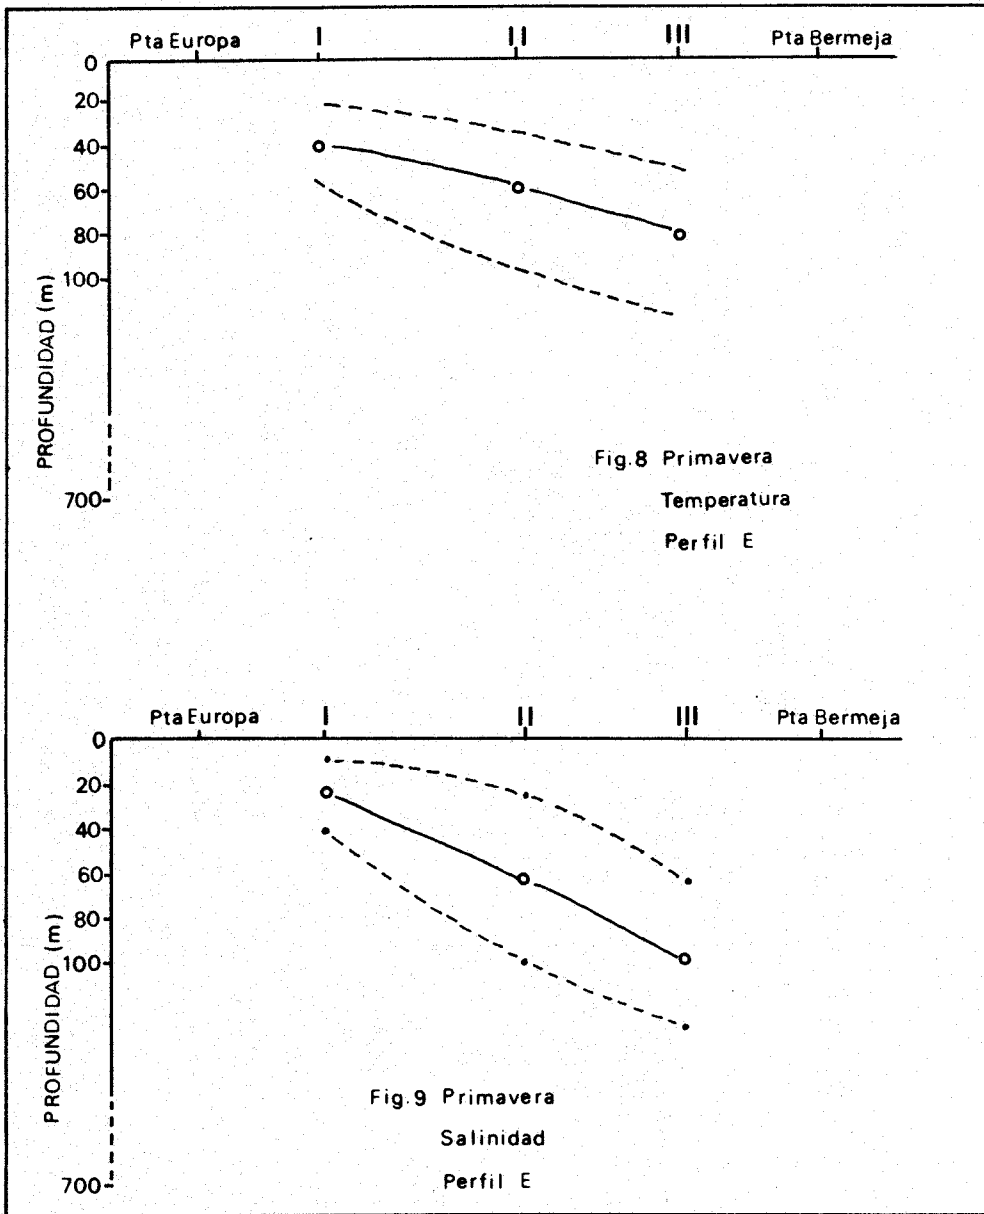 Pta Europa I II III Pta Bermeja
0
20
40
60
80
100
700
PROFUNDIDAD (m)
Fig.8 Primavera
Temperatura
Perfil E
Pta Europa I II III Pta Bermeja
0
20
40
60
80
100
700
PROFUNDIDAD (m)
Fig.9 Primavera
Salinidad
Perfil E